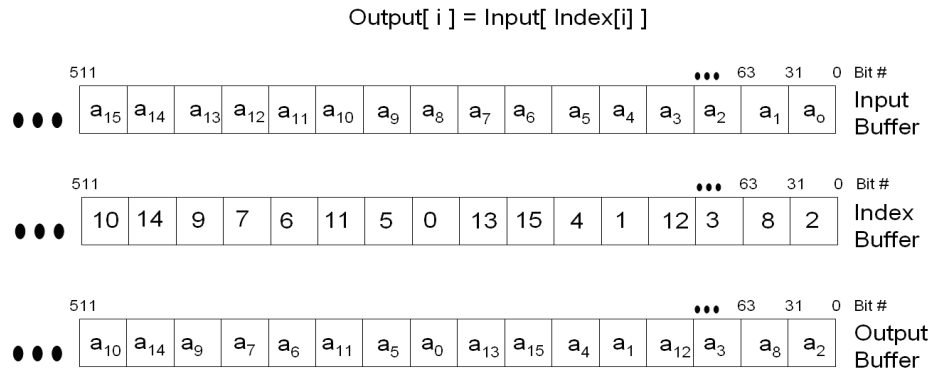 Output[ i ] = Input[ Index[i] ]
511 ●●● 63 31 0 Bit #
●●● a₁₅ a₁₄ a₁₃ a₁₂ a₁₁ a₁₀ a₉ a₈ a₇ a₆ a₅ a₄ a₃ a₂ a₁ aₒ Input
Buffer
511 ●●● 63 31 0 Bit #
●●● 10 14 9 7 6 11 5 0 13 15 4 1 12 3 8 2 Index
Buffer
511 ●●● 63 31 0 Bit #
●●● a₁₀ a₁₄ a₉ a₇ a₆ a₁₁ a₅ a₀ a₁₃ a₁₅ a₄ a₁ a₁₂ a₃ a₈ a₂ Output
Buffer